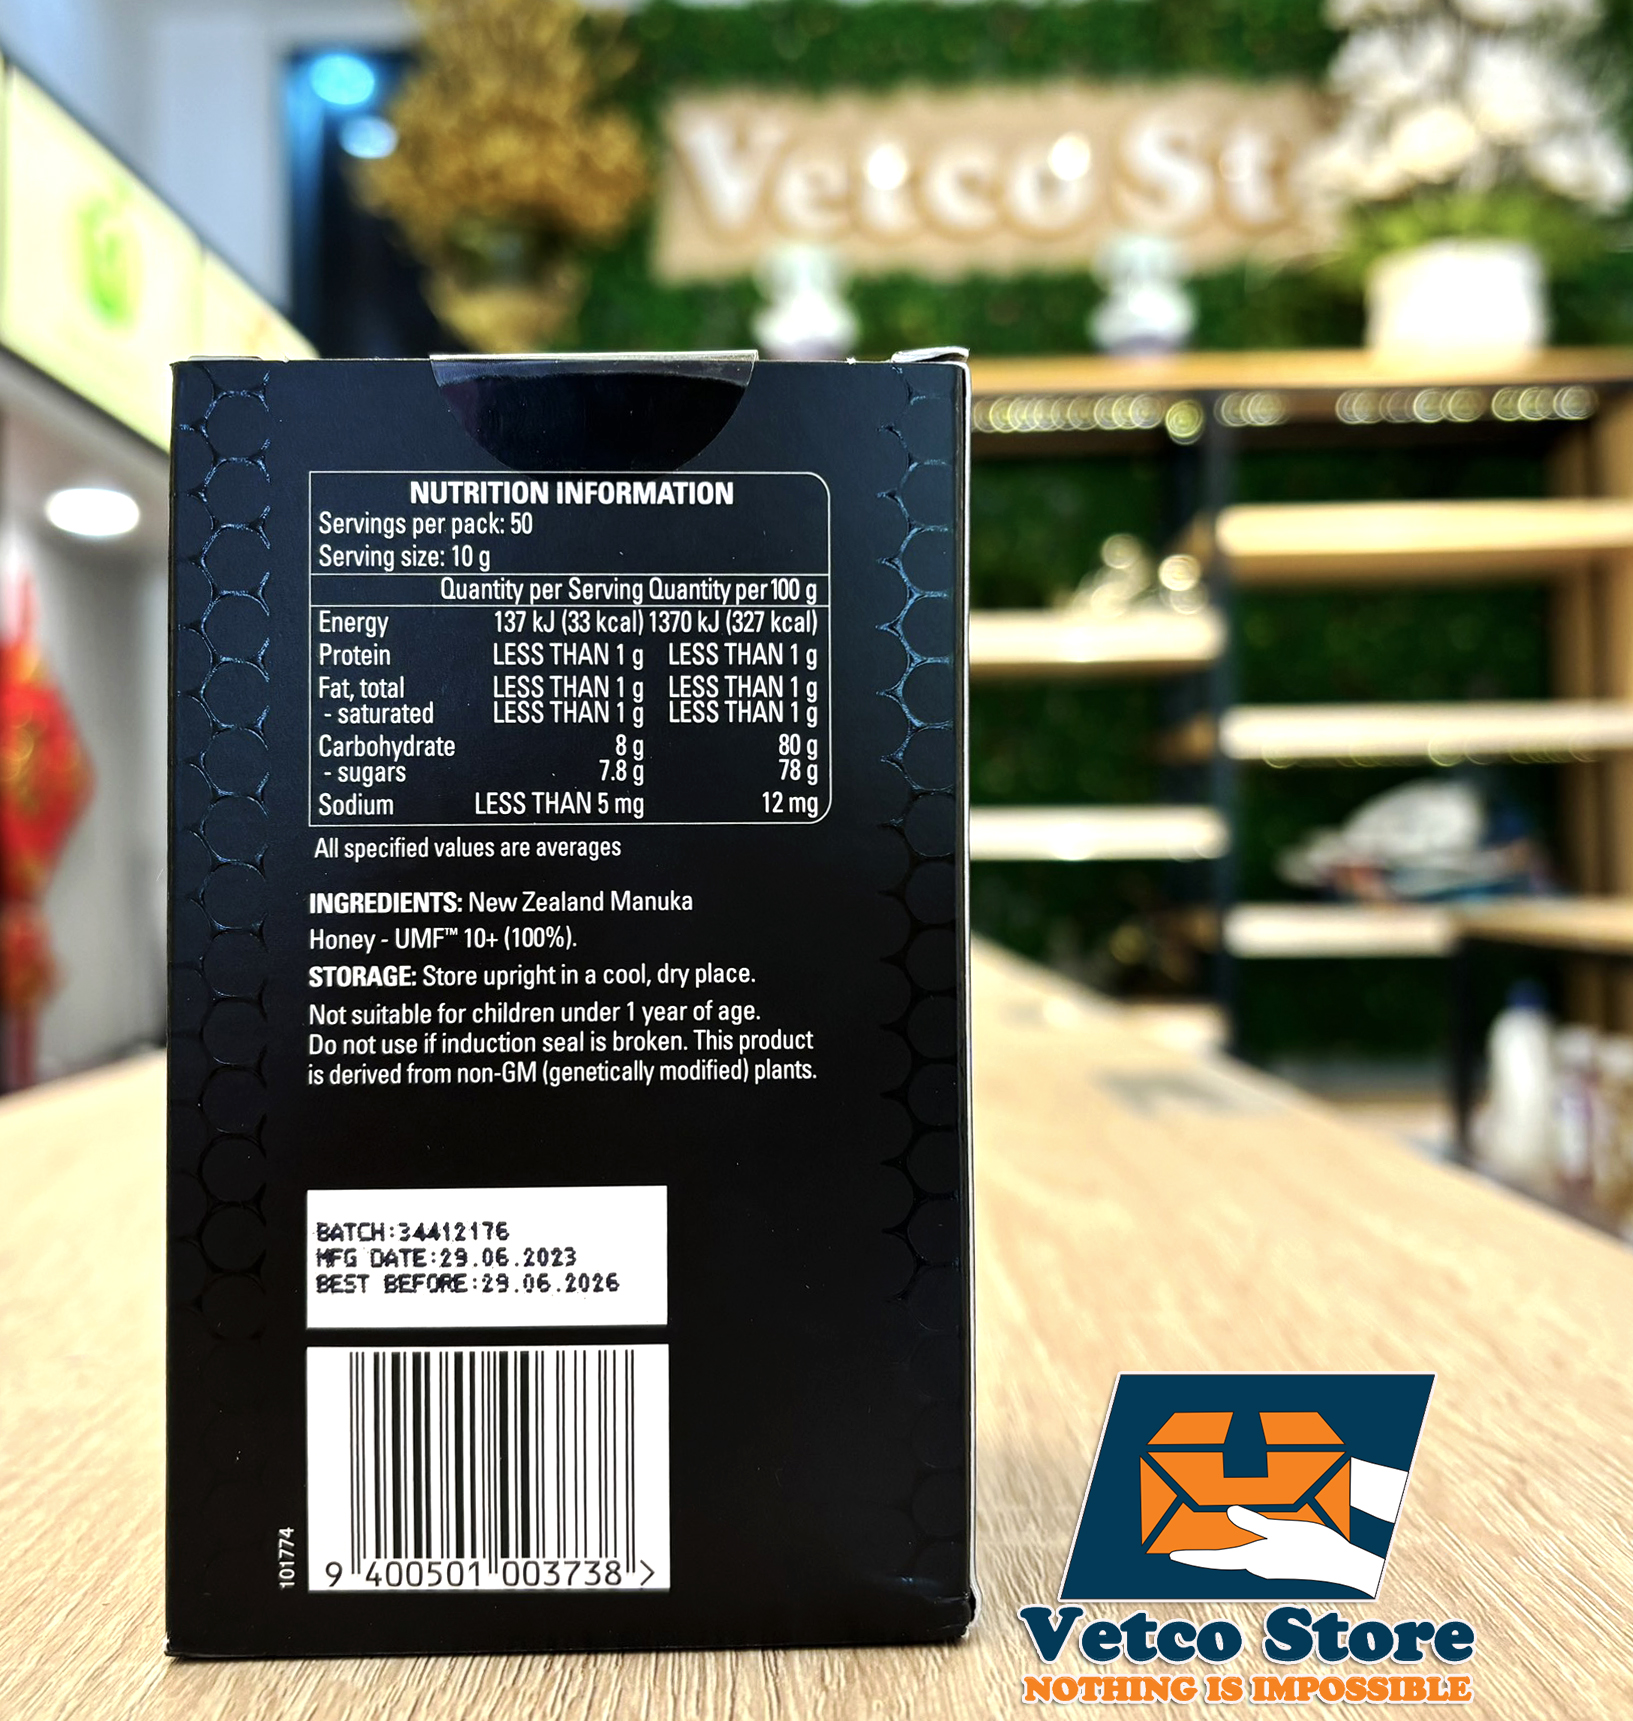 Vetco St
NUTRITION INFORMATION
Servings per pack: 50
Serving size: 10 g
Quantity per Serving Quantity per 100 g
Energy 137 kJ (33 kcal) 1370 kJ (327 kcal)
Protein LESS THAN 1 g LESS THAN 1 g
Fat, total LESS THAN 1 g LESS THAN 1 g
- saturated LESS THAN 1 g LESS THAN 1 g
Carbohydrate 8 g 80 g
- sugars 7.8 g 78 g
Sodium LESS THAN 5 mg 12 mg
All specified values are averages
INGREDIENTS: New Zealand Manuka
Honey - UMF™ 10+ (100%).
STORAGE: Store upright in a cool, dry place.
Not suitable for children under 1 year of age.
Do not use if induction seal is broken. This product
is derived from non-GM (genetically modified) plants.
BATCH:34412176
MFG DATE:29.06.2023
BEST BEFORE:29.06.2026
101774
9 400501 003738 >
Vetco Store
NOTHING IS IMPOSSIBLE